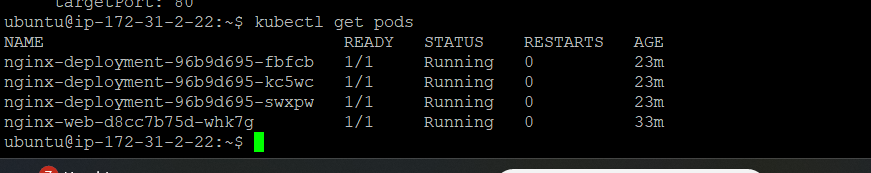 targetPort: 80
ubuntu@ip-172-31-2-22:~$ kubectl get pods
NAME READY STATUS RESTARTS AGE
nginx-deployment-96b9d695-fbfcb 1/1 Running 0 23m
nginx-deployment-96b9d695-kc5wc 1/1 Running 0 23m
nginx-deployment-96b9d695-swxpw 1/1 Running 0 23m
nginx-web-d8cc7b75d-whk7g 1/1 Running 0 33m
ubuntu@ip-172-31-2-22:~$